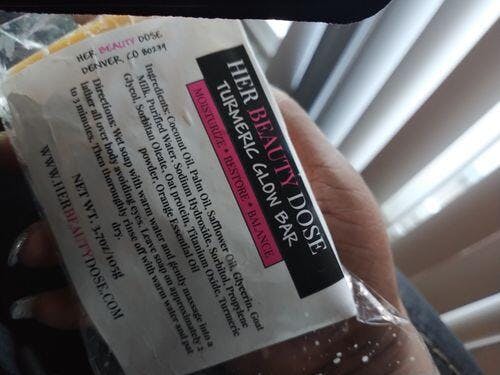 HER BEAUTY DOSE
DENVER, CO 80239
HER BEAUTY DOSE
TURMERIC GLOW BAR
MOISTURIZE • RESTORE • BALANCE
Ingredients: Coconut Oil, Palm Oil, Safflower Oil, Glycerin, Goat
Milk, Purified Water, Sodium Hydroxide, Sorbitol, Propylene
Glycol, Sorbitan Oleate, Oat protein, Titanium Oxide, Turmeric
powder, Orange Essential Oil
Directions: Wet soap with warm water and gently massage into a
lather all over body avoiding eyes. Leave soap on approximately 2
to 3 minutes. Then thoroughly rinse off with warm water and pat
dry.
NET WT. 3.7oz/105g
WWW.HERBEAUTYDOSE.COM